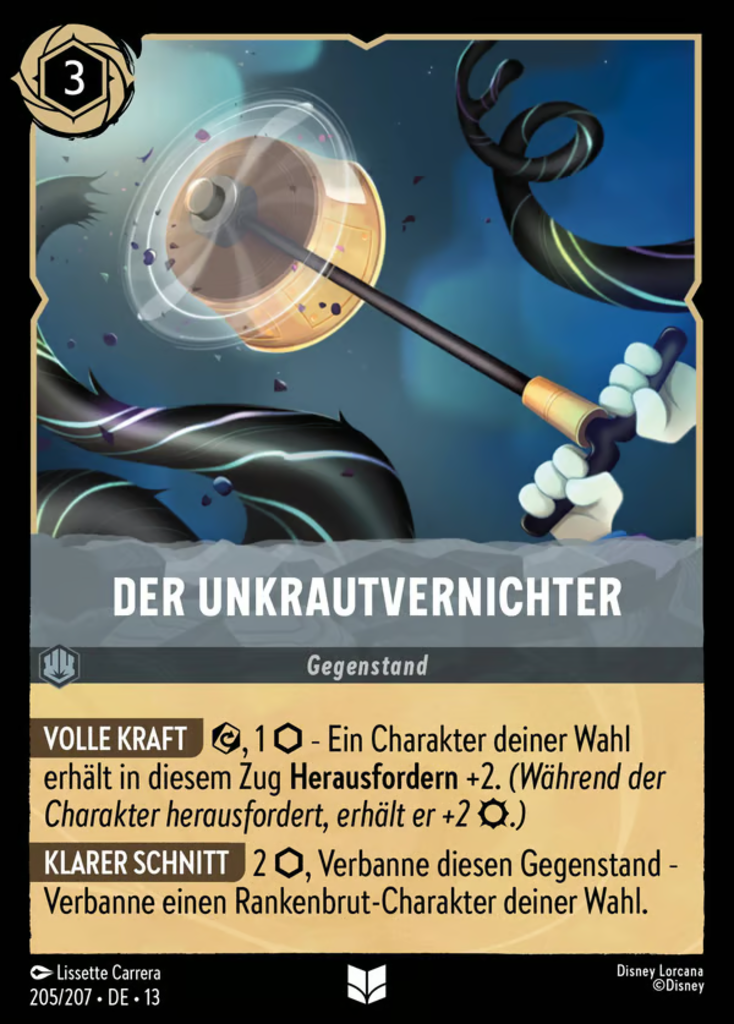 3
DER UNKRAUTVERNICHTER
Gegenstand
VOLLE KRAFT , 1 - Ein Charakter deiner Wahl
erhält in diesem Zug Herausfordern +2. (Während der
Charakter herausfordert, erhält er +2 .)
KLARER SCHNITT 2 , Verbanne diesen Gegenstand -
Verbanne einen Rankenbrut-Charakter deiner Wahl.
Lissette Carrera
205/207 • DE • 13
Disney Lorcana
©Disney